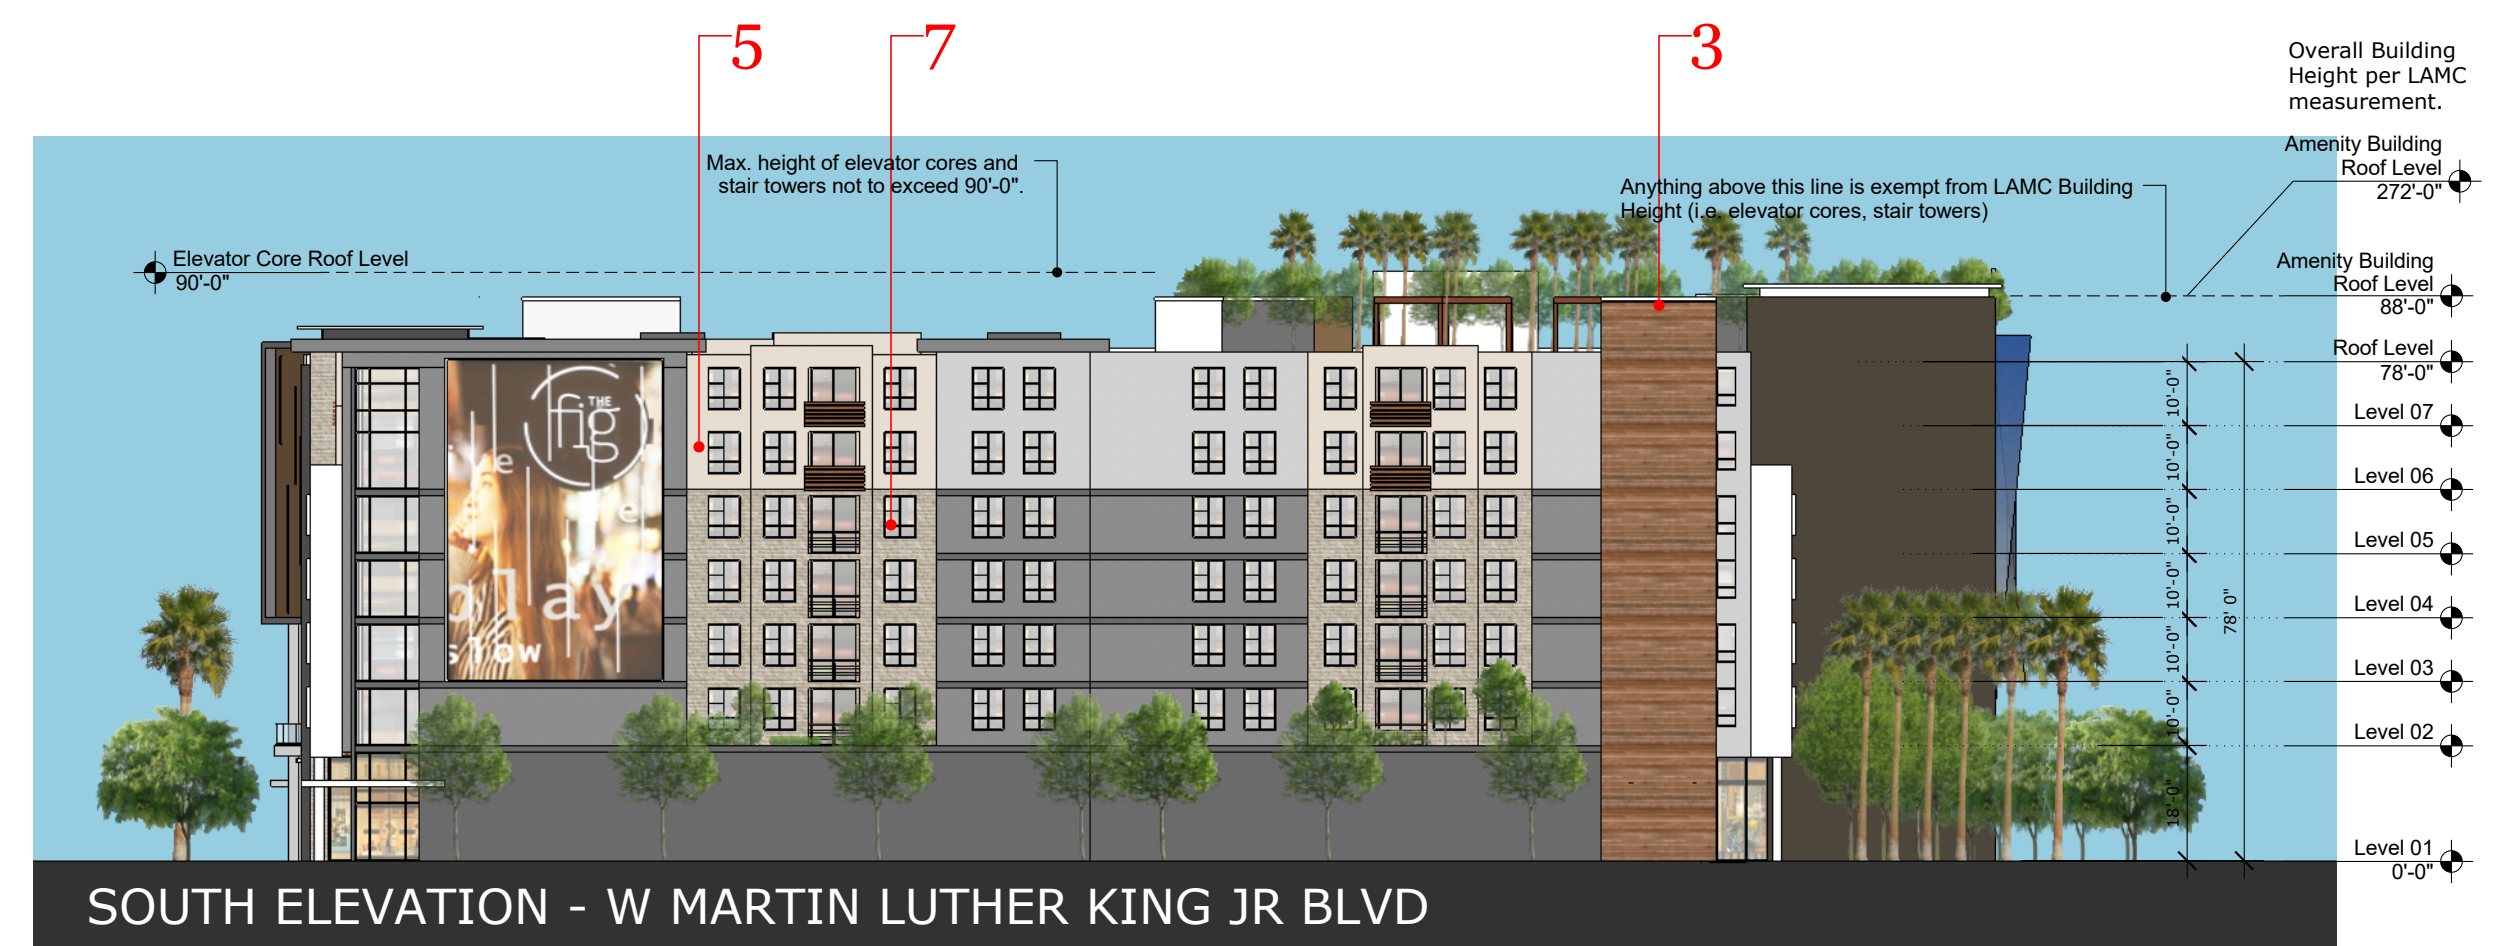 5
7
3
Overall Building
Height per LAMC
measurement.
Max. height of elevator cores and
stair towers not to exceed 90'-0".
Anything above this line is exempt from LAMC Building
Height (i.e. elevator cores, stair towers)
Amenity Building
Roof Level
272'-0"
Elevator Core Roof Level
90'-0"
Amenity Building
Roof Level
88'-0"
Roof Level
78'-0"
Level 07
Level 06
Level 05
Level 04
Level 03
Level 02
Level 01
0'-0"
10'-0"
10'-0"
10'-0"
10'-0"
10'-0"
10'-0"
18'-0"
78' 0"
THE
fig
e
e
play
slow
SOUTH ELEVATION - W MARTIN LUTHER KING JR BLVD